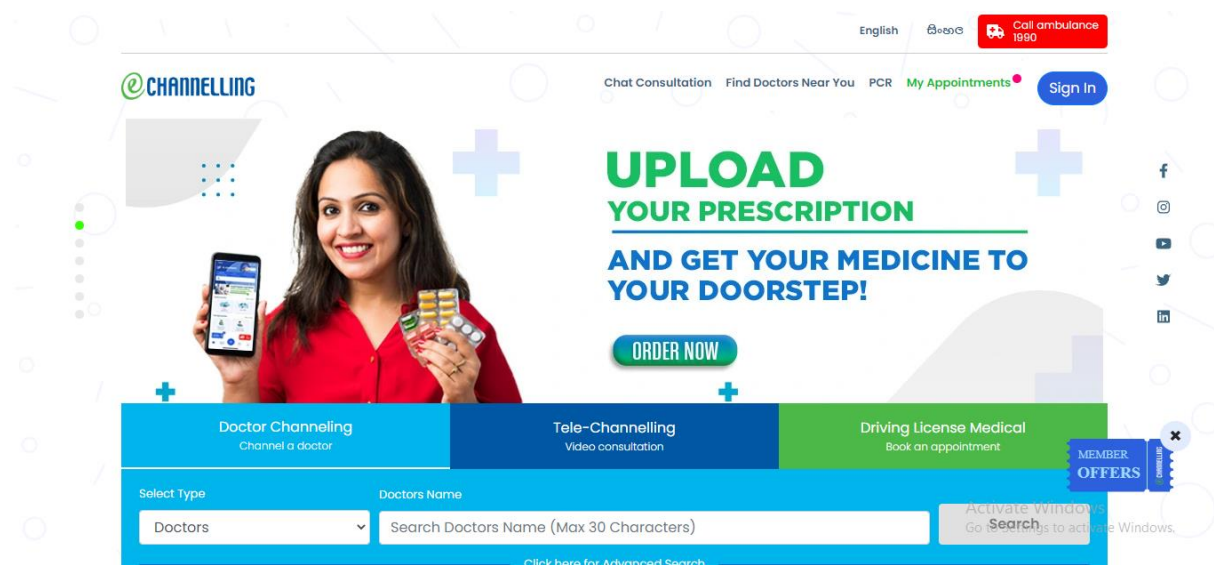 English සිංහල Call ambulance
1990
eCHANNELLING
Chat Consultation Find Doctors Near You PCR My Appointments Sign In
UPLOAD
YOUR PRESCRIPTION
AND GET YOUR MEDICINE TO
YOUR DOORSTEP!
ORDER NOW
Doctor Channeling
Channel a doctor
Tele-Channelling
Video consultation
Driving License Medical
Book an appointment
MEMBER
OFFERS
Select Type
Doctors
Doctors Name
Search Doctors Name (Max 30 Characters)
Search
Activate Windows
Go to Settings to activate Windows.
Click here for Advanced Search